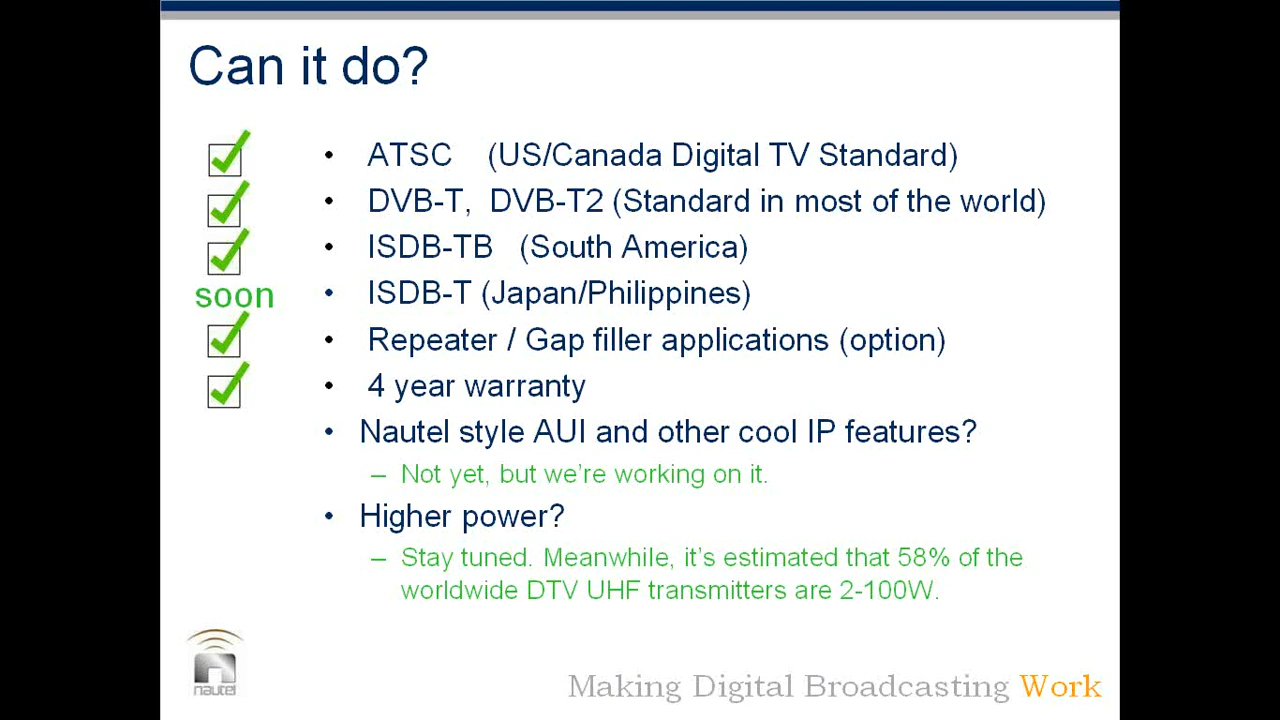 Can it do?
• ATSC (US/Canada Digital TV Standard)
• DVB-T, DVB-T2 (Standard in most of the world)
• ISDB-TB (South America)
soon • ISDB-T (Japan/Philippines)
• Repeater / Gap filler applications (option)
• 4 year warranty
• Nautel style AUI and other cool IP features?
– Not yet, but we're working on it.
• Higher power?
– Stay tuned. Meanwhile, it's estimated that 58% of the
worldwide DTV UHF transmitters are 2-100W.
nautel
Making Digital Broadcasting Work